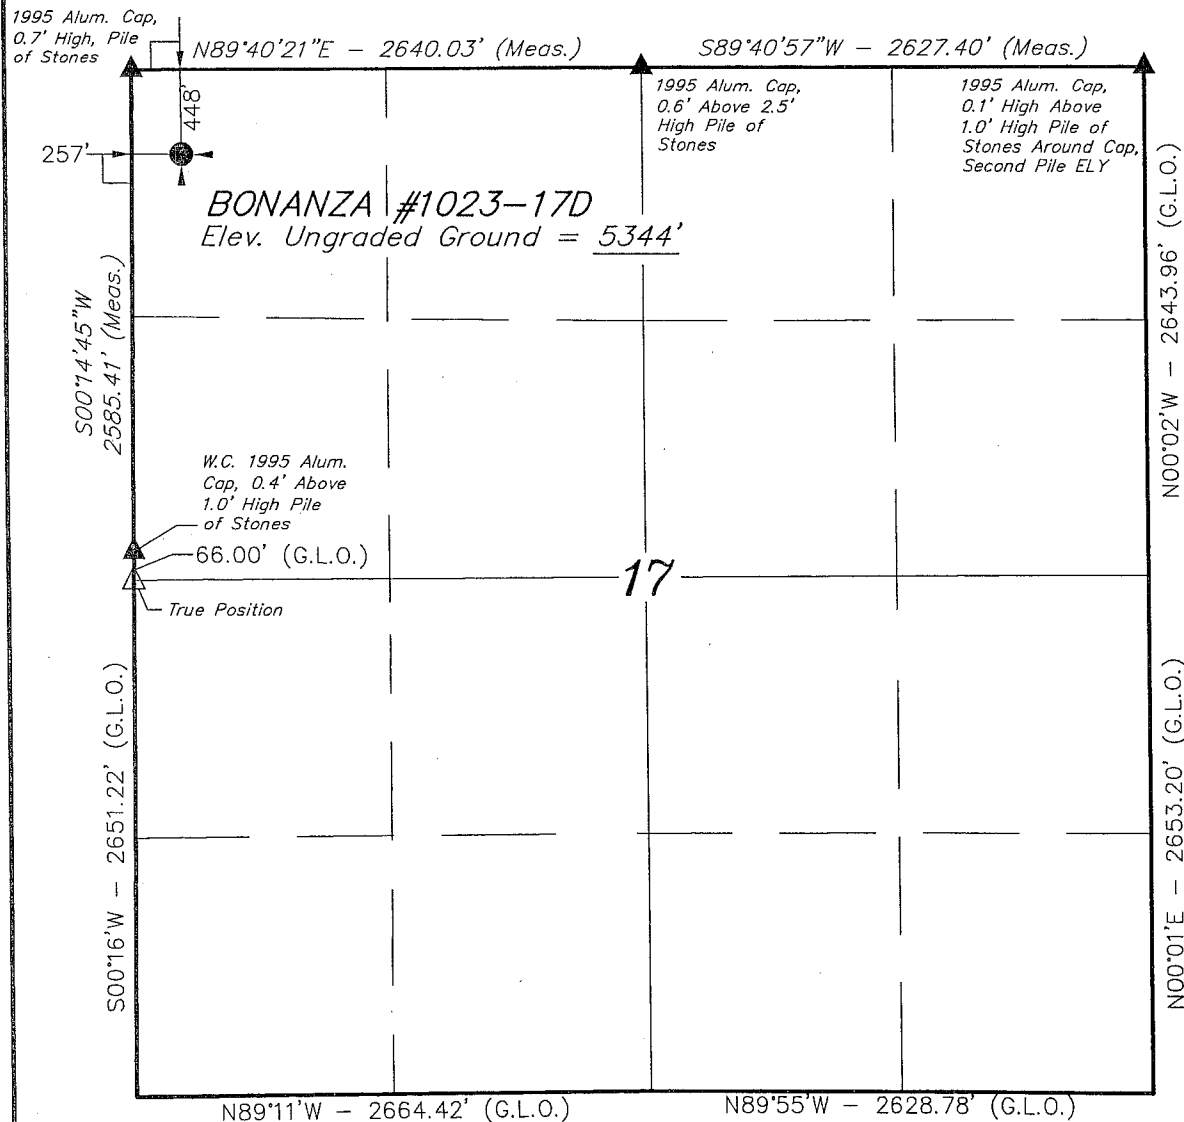 1995 Alum. Cap,
0.7' High, Pile
of Stones
N89°40'21"E - 2640.03' (Meas.)
S89°40'57"W - 2627.40' (Meas.)
1995 Alum. Cap,
0.6' Above 2.5'
High Pile of
Stones
1995 Alum. Cap,
0.1' High Above
1.0' High Pile of
Stones Around Cap,
Second Pile ELY
448'
257'
BONANZA #1023-17D
Elev. Ungraded Ground = 5344'
S00°14'45"W
2585.41' (Meas.)
N00°02'W - 2643.96' (G.L.O.)
W.C. 1995 Alum.
Cap, 0.4' Above
1.0' High Pile
of Stones
66.00' (G.L.O.)
True Position
17
S00°16'W - 2651.22' (G.L.O.)
N00°01'E - 2653.20' (G.L.O.)
N89°11'W - 2664.42' (G.L.O.)
N89°55'W - 2628.78' (G.L.O.)